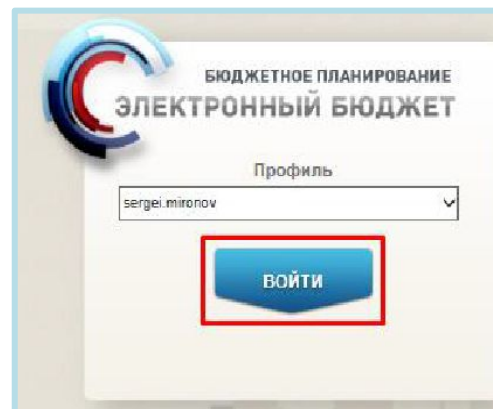 БЮДЖЕТНОЕ ПЛАНИРОВАНИЕ
ЭЛЕКТРОННЫЙ БЮДЖЕТ
Профиль
sergei.mironov
ВОЙТИ